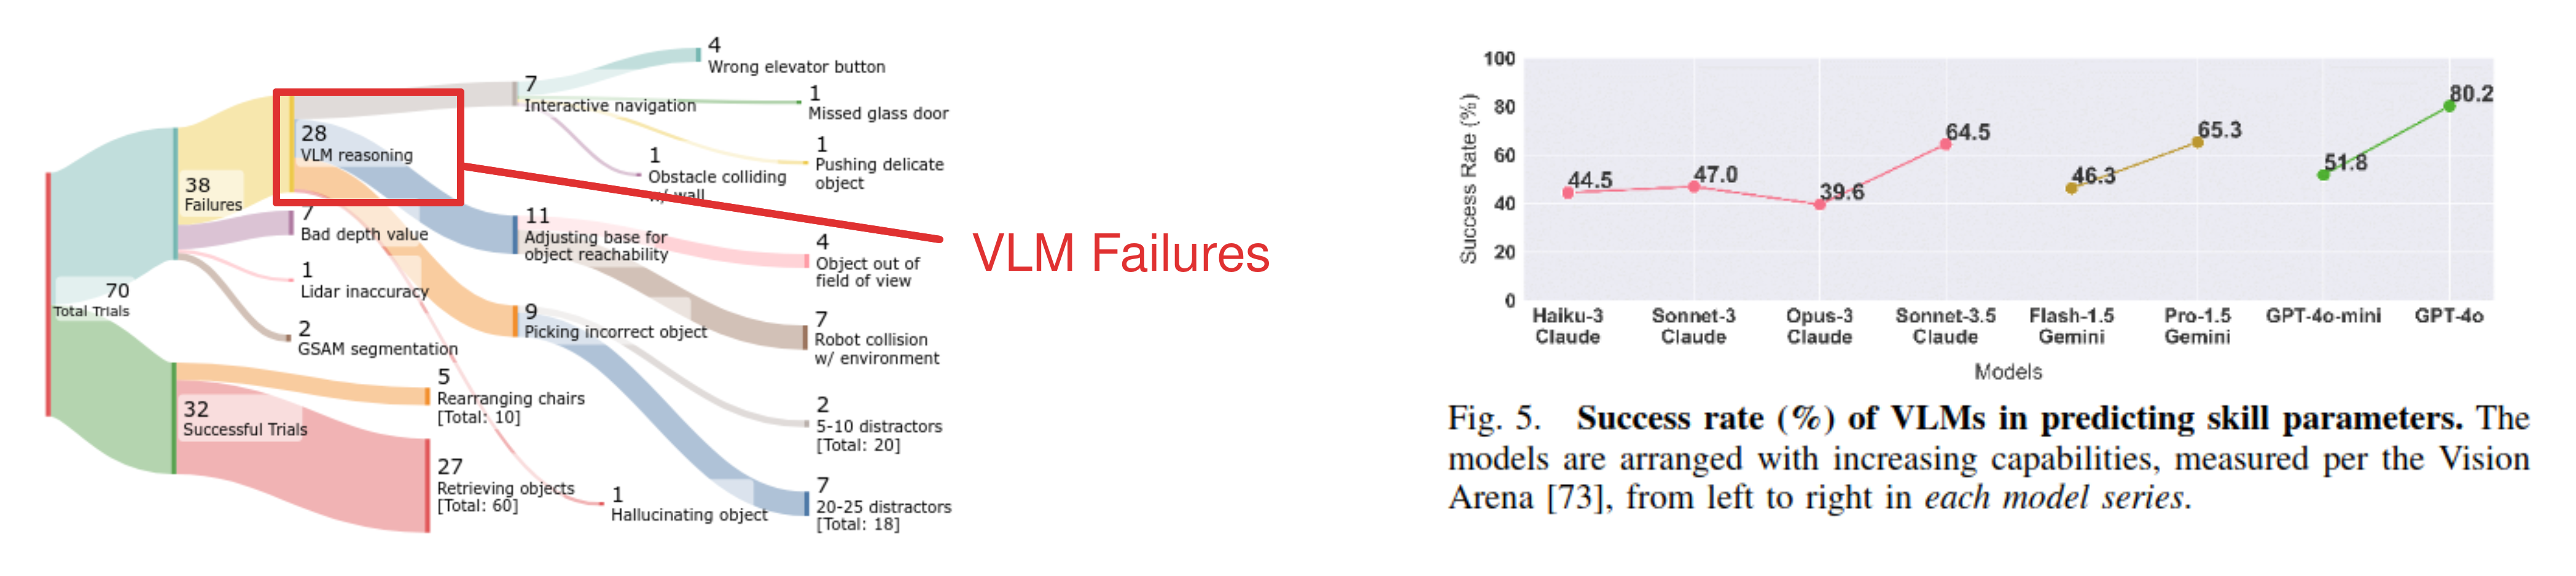 4
Wrong elevator button
7
Interactive navigation
1
Missed glass door
1
Pushing delicate
object
1
Obstacle colliding
w/ wall
28
VLM reasoning
38
Failures
7
Bad depth value
1
Lidar inaccuracy
2
GSAM segmentation
70
Total Trials
11
Adjusting base for
object reachability
4
Object out of
field of view
9
Picking incorrect object
7
Robot collision
w/ environment
5
Rearranging chairs
[Total: 10]
32
Successful Trials
2
5-10 distractors
[Total: 20]
27
Retrieving objects
[Total: 60]
1
Hallucinating object
7
20-25 distractors
[Total: 18]
VLM Failures
Success Rate (%)
100
80
60
40
20
0
44.5
47.0
39.6
64.5
46.3
65.3
51.8
80.2
Haiku-3
Claude
Sonnet-3
Claude
Opus-3
Claude
Sonnet-3.5
Claude
Flash-1.5
Gemini
Pro-1.5
Gemini
GPT-4o-mini
GPT-4o
Models
Fig. 5. Success rate (%) of VLMs in predicting skill parameters. The
models are arranged with increasing capabilities, measured per the Vision
Arena [73], from left to right in each model series.